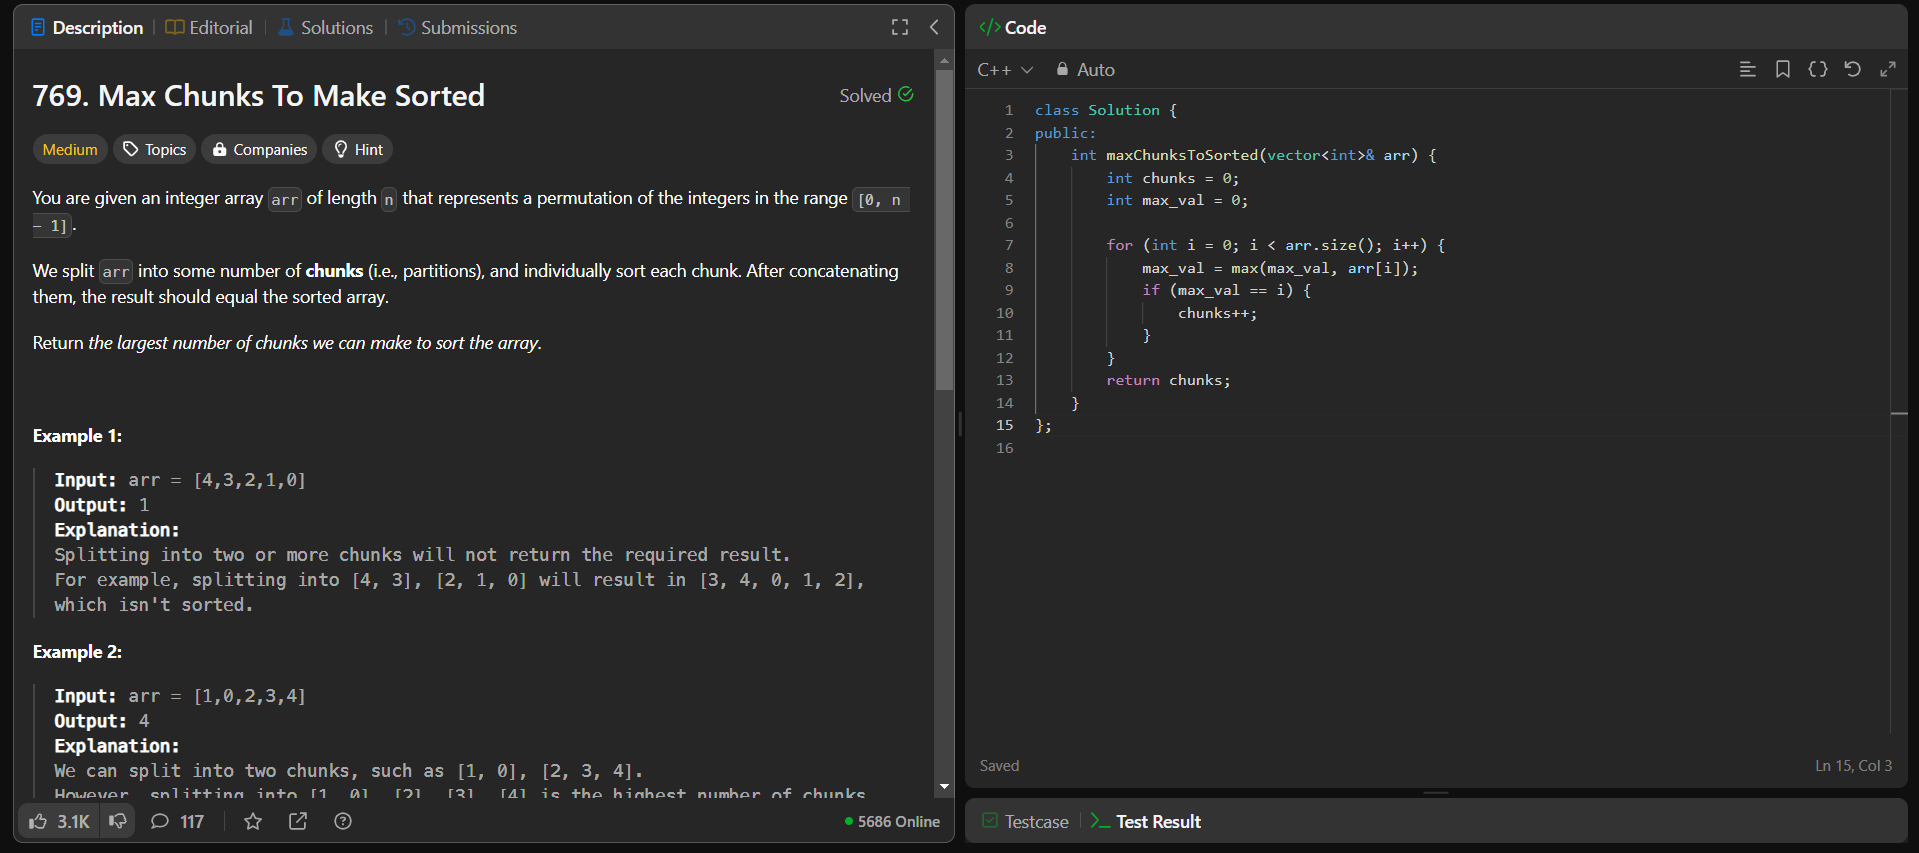 Description
Editorial
Solutions
Submissions
769. Max Chunks To Make Sorted
Solved
Medium
Topics
Companies
Hint
You are given an integer array arr of length n that represents a permutation of the integers in the range [0, n
- 1].
We split arr into some number of chunks (i.e., partitions), and individually sort each chunk. After concatenating
them, the result should equal the sorted array.
Return the largest number of chunks we can make to sort the array.
Example 1:
Input: arr = [4,3,2,1,0]
Output: 1
Explanation:
Splitting into two or more chunks will not return the required result.
For example, splitting into [4, 3], [2, 1, 0] will result in [3, 4, 0, 1, 2],
which isn't sorted.
Example 2:
Input: arr = [1,0,2,3,4]
Output: 4
Explanation:
We can split into two chunks, such as [1, 0], [2, 3, 4].
However, splitting into [1, 0], [2], [3], [4] is the highest number of chunks
3.1K
117
5686 Online
</> Code
C++
Auto
1 class Solution {
2 public:
3 int maxChunksToSorted(vector<int>& arr) {
4 int chunks = 0;
5 int max_val = 0;
6
7 for (int i = 0; i < arr.size(); i++) {
8 max_val = max(max_val, arr[i]);
9 if (max_val == i) {
10 chunks++;
11 }
12 }
13 return chunks;
14 }
15 };
16
Saved
Ln 15, Col 3
Testcase
Test Result